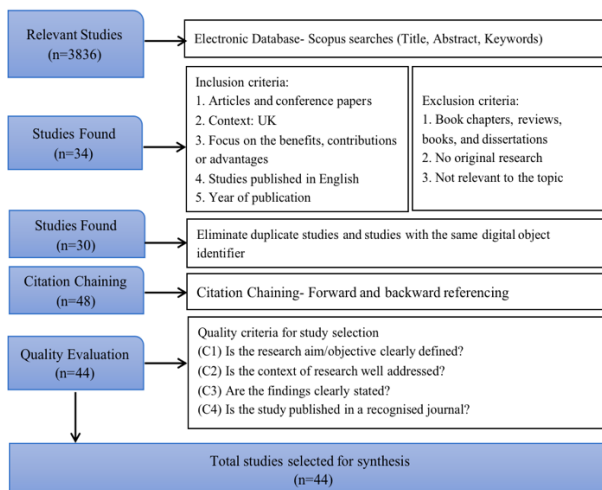 Relevant Studies
(n=3836)
Electronic Database- Scopus searches (Title, Abstract, Keywords)
Studies Found
(n=34)
Inclusion criteria-
1. Articles and conference papers
2. Context: UK
3. Focus on the benefits, contributions
or advantages
4. Studies published in English
5. Year of publication
Exclusion criteria:
1. Book chapters, reviews,
books, and dissertations
2. No original research
3. Not relevant to the topic
Studies Found
(n=30)
Eliminate duplicate studies and studies with the same digital object
identifier
Citation Chaining
(n=48)
Citation Chaining- Forward and backward referencing
Quality Evaluation
(n=44)
Quality criteria for study selection
(C1) Is the research aim/objective clearly defined?
(C2) Is the context of research well addressed?
(C3) Are the findings clearly stated?
(C4) Is the study published in a recognised journal?
Total studies selected for synthesis
(n=44)